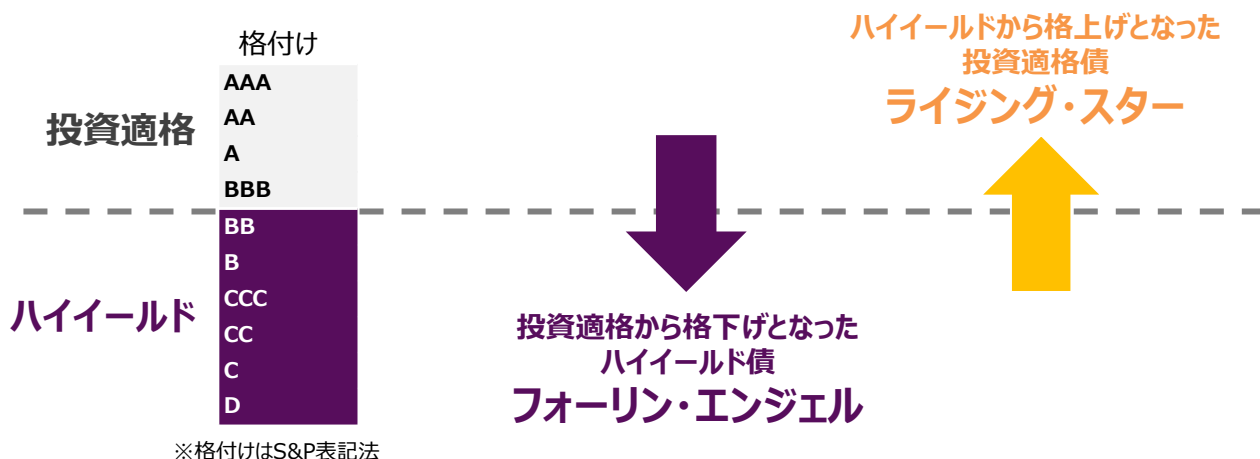 格付け
投資適格
AAA
AA
A
BBB
ハイイールド
BB
B
CCC
CC
C
D
※格付けはS&P表記法
投資適格から格下げとなった
ハイイールド債
フォーリン・エンジェル
ハイイールドから格上げとなった
投資適格債
ライジング・スター